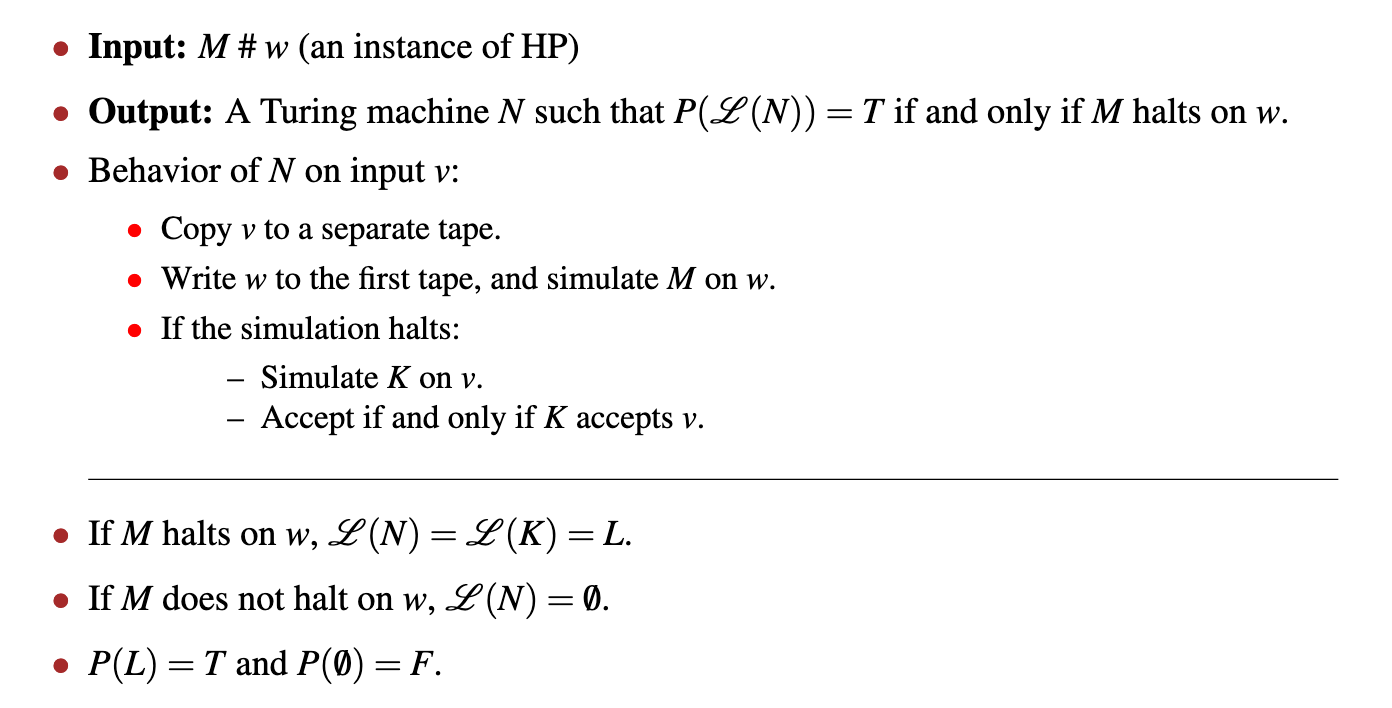 • Input: M # w (an instance of HP)
• Output: A Turing machine N such that P(ℒ(N)) = T if and only if M halts on w.
• Behavior of N on input v:
• Copy v to a separate tape.
• Write w to the first tape, and simulate M on w.
• If the simulation halts:
– Simulate K on v.
– Accept if and only if K accepts v.
• If M halts on w, ℒ(N) = ℒ(K) = L.
• If M does not halt on w, ℒ(N) = ∅.
• P(L) = T and P(∅) = F.